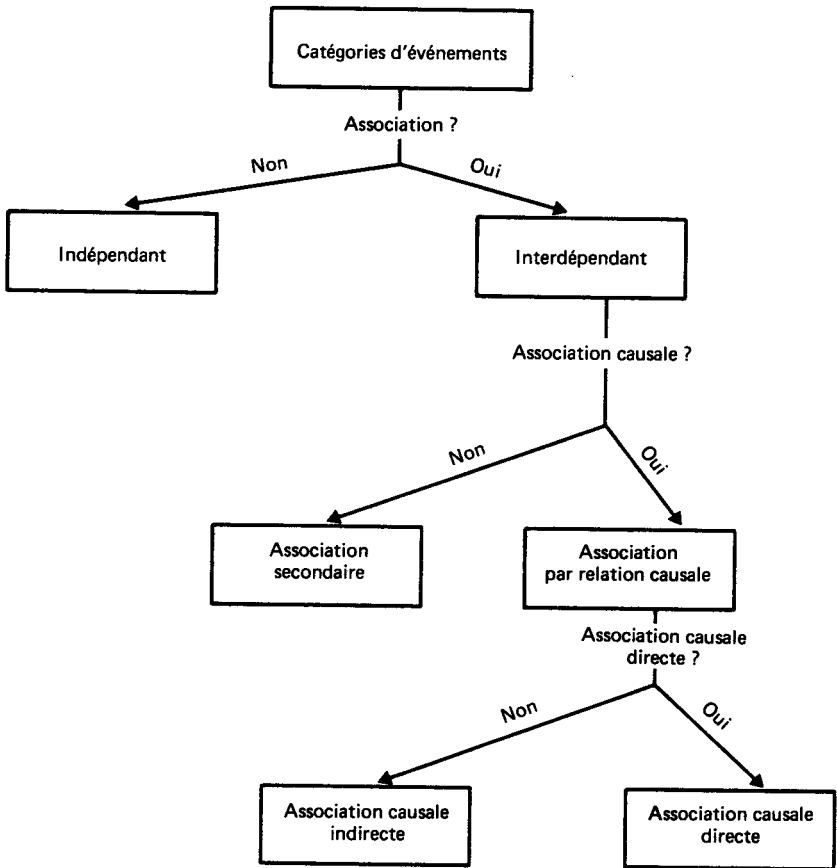 Catégories d'événements
Association ?
Non
Oui
Indépendant
Interdépendant
Association causale ?
Non
Oui
Association
secondaire
Association
par relation causale
Association causale
directe ?
Non
Oui
Association causale
indirecte
Association causale
directe